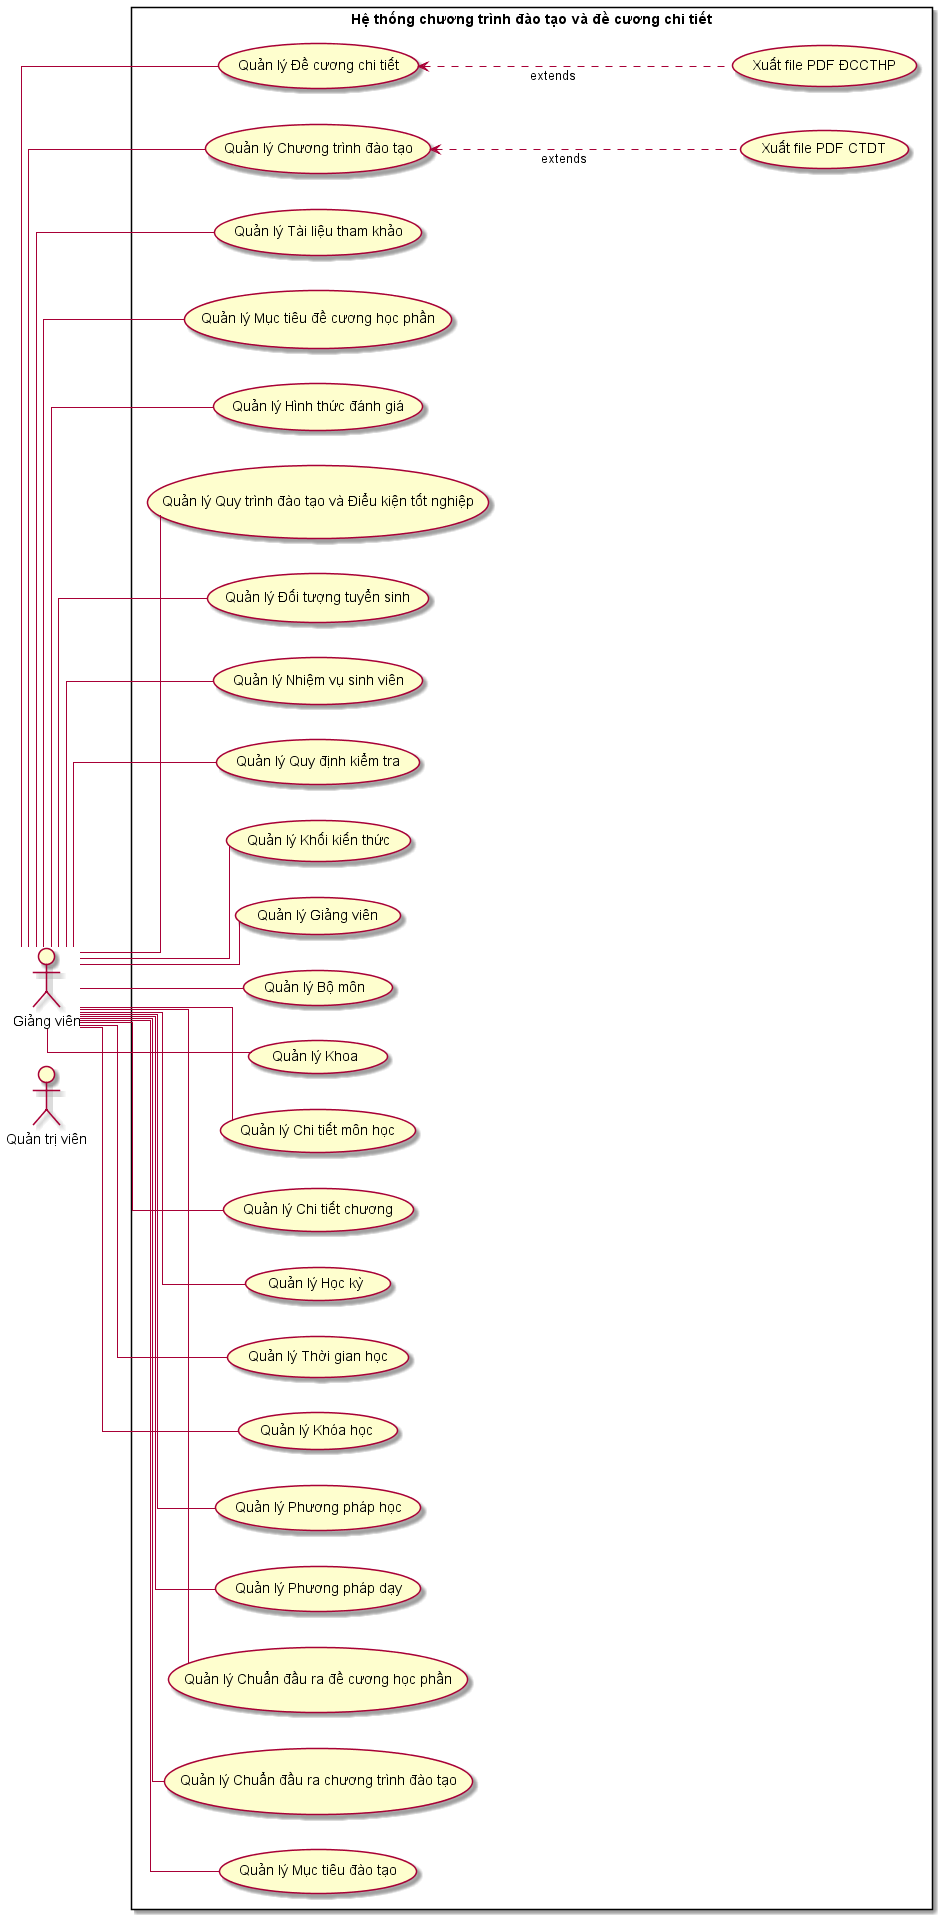 Hệ thống chương trình đào tạo và đề cương chi tiết
Quản lý Đề cương chi tiết
Xuất file PDF ĐCCTHP
extends
Quản lý Chương trình đào tạo
Xuất file PDF CTDT
extends
Quản lý Tài liệu tham khảo
Quản lý Mục tiêu đề cương học phần
Quản lý Hình thức đánh giá
Quản lý Quy trình đào tạo và Điểu kiện tốt nghiệp
Quản lý Đối tượng tuyển sinh
Quản lý Nhiệm vụ sinh viên
Quản lý Quy định kiểm tra
Quản lý Khối kiến thức
Quản lý Giảng viên
Quản lý Bộ môn
Giảng viên
Quản lý Khoa
Quản lý Chi tiết môn học
Quản trị viên
Quản lý Chi tiết chương
Quản lý Học kỳ
Quản lý Thời gian học
Quản lý Khóa học
Quản lý Phương pháp học
Quản lý Phương pháp dạy
Quản lý Chuẩn đầu ra đề cương học phần
Quản lý Chuẩn đầu ra chương trình đào tạo
Quản lý Mục tiêu đào tạo